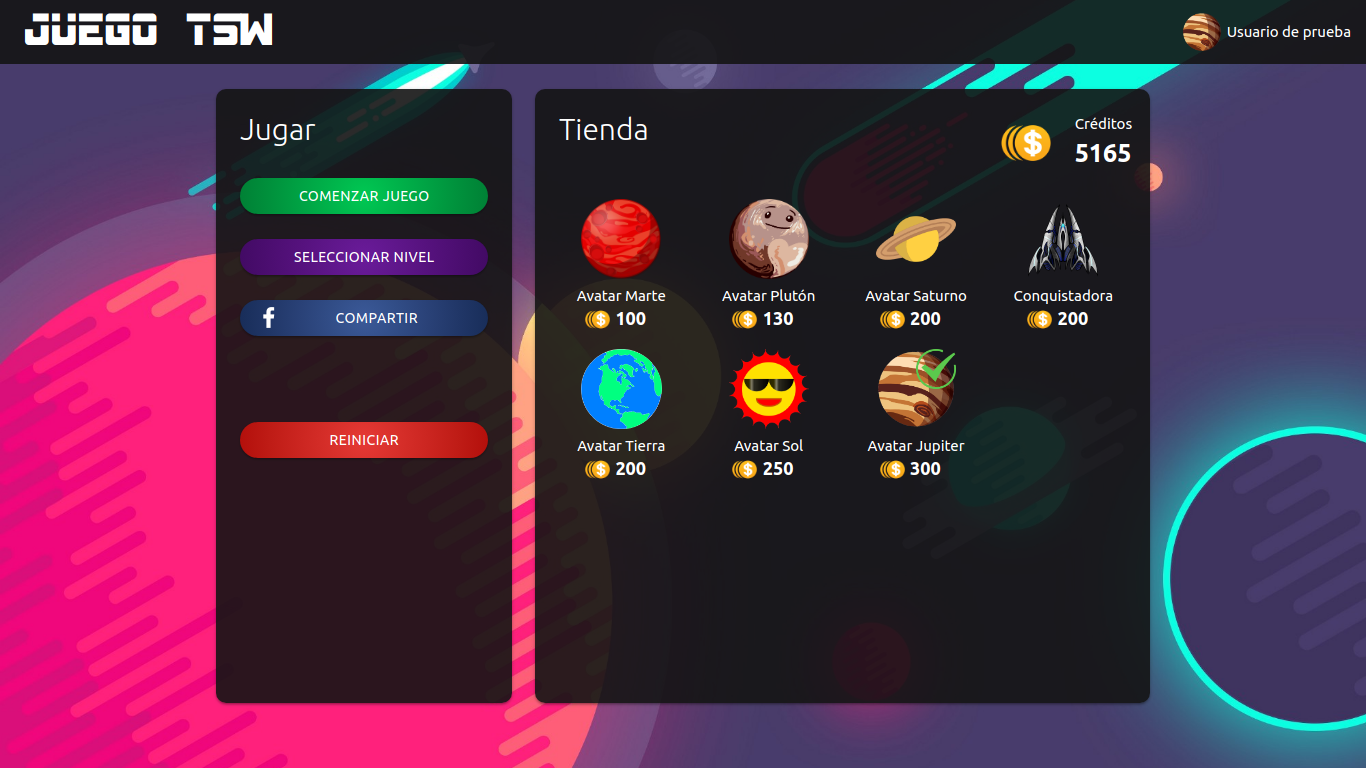 JUEGO TSW
Usuario de prueba
Jugar
COMENZAR JUEGO
SELECCIONAR NIVEL
COMPARTIR
REINICIAR
Tienda
Créditos
5165
Avatar Marte
100
Avatar Plutón
130
Avatar Saturno
200
Conquistadora
200
Avatar Tierra
200
Avatar Sol
250
Avatar Jupiter
300